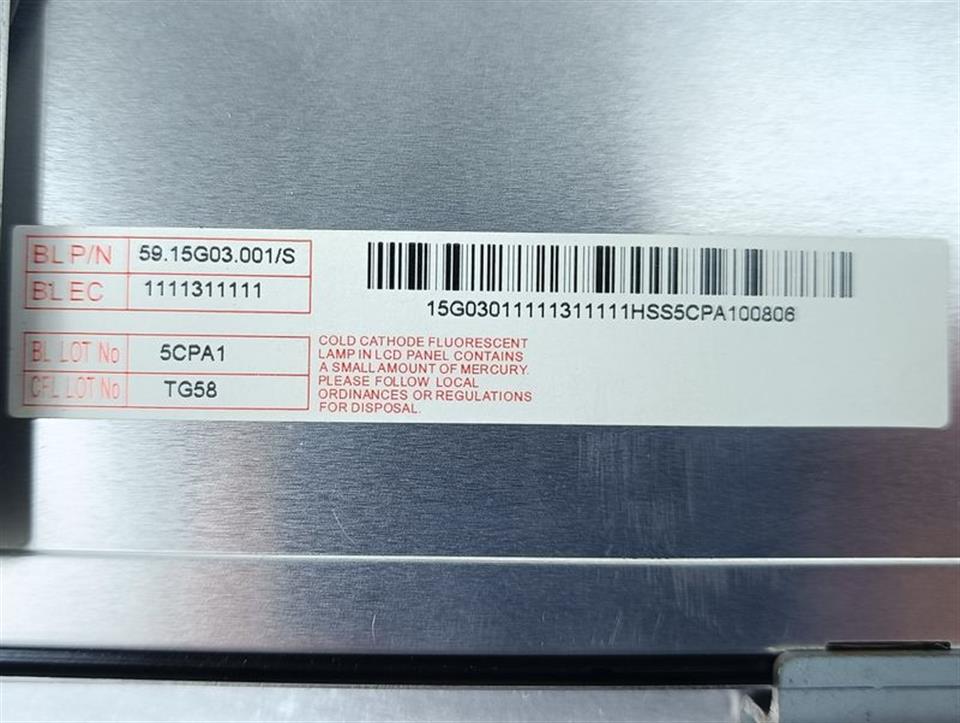 BL P/N 59.15G03.001/S
BL EC 1111311111
15G03011111311111HSS5CPA100806
BL LOT No 5CPA1
CFL LOT No TG58
COLD CATHODE FLUORESCENT
LAMP IN LCD PANEL CONTAINS
A SMALL AMOUNT OF MERCURY.
PLEASE FOLLOW LOCAL
ORDINANCES OR REGULATIONS
FOR DISPOSAL.